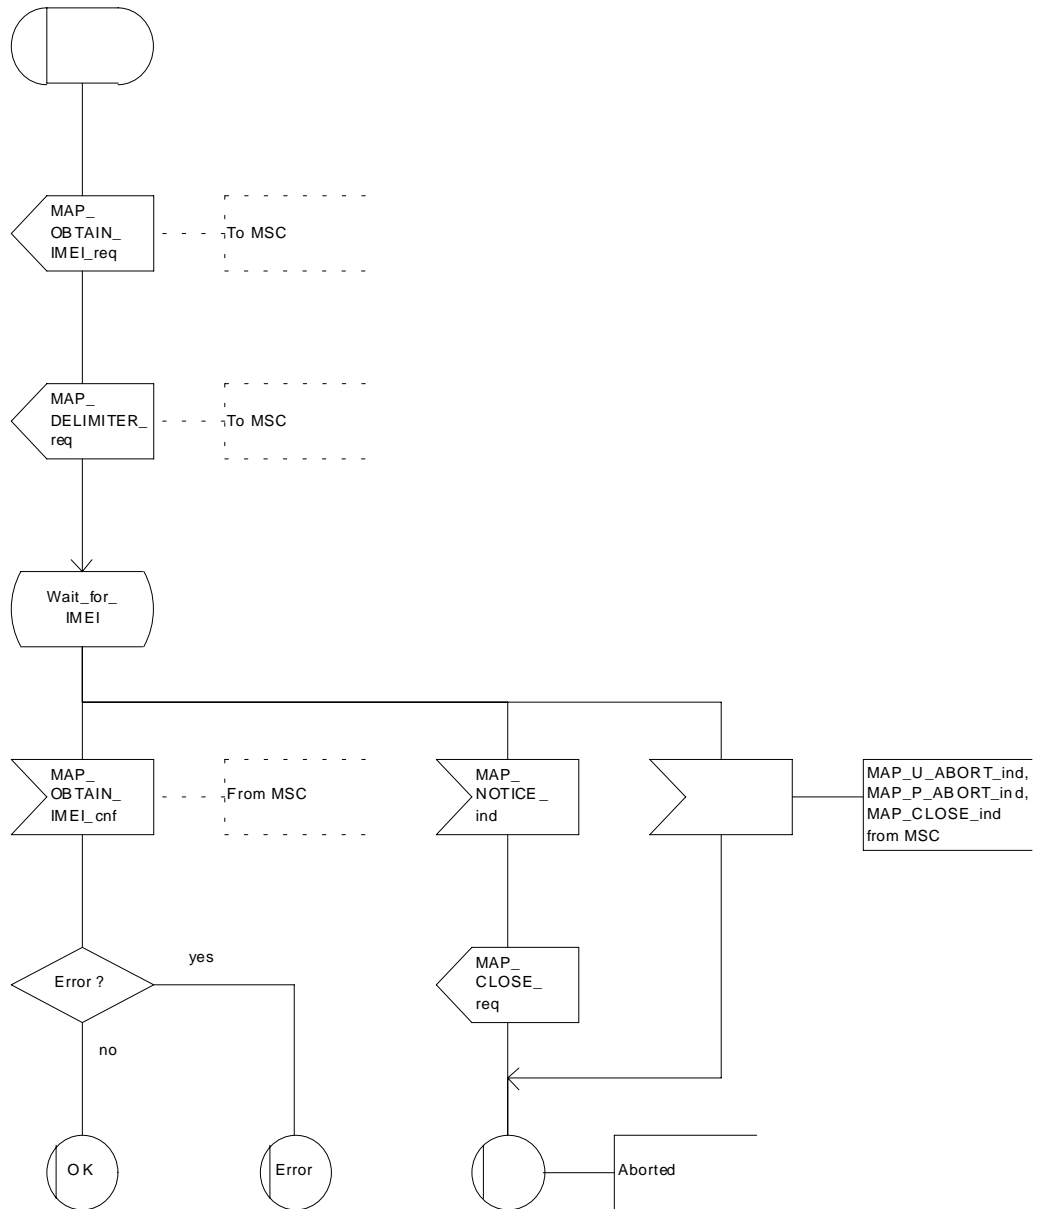 MAP_
OBTAIN_
IMEI_req
To MSC
MAP_
DELIMITER_
req
To MSC
Wait_for_
IMEI
MAP_
OBTAIN_
IMEI_cnf
From MSC
MAP_
NOTICE_
ind
MAP_U_ABORT_ind,
MAP_P_ABORT_ind,
MAP_CLOSE_ind
from MSC
Error ?
yes
no
MAP_
CLOSE_
req
OK
Error
Aborted